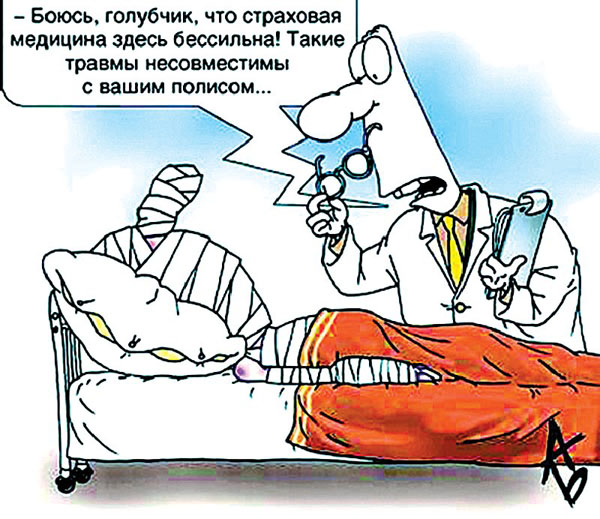 – Боюсь, голубчик, что страховая
медицина здесь бессильна! Такие
травмы несовместимы
с вашим полисом...